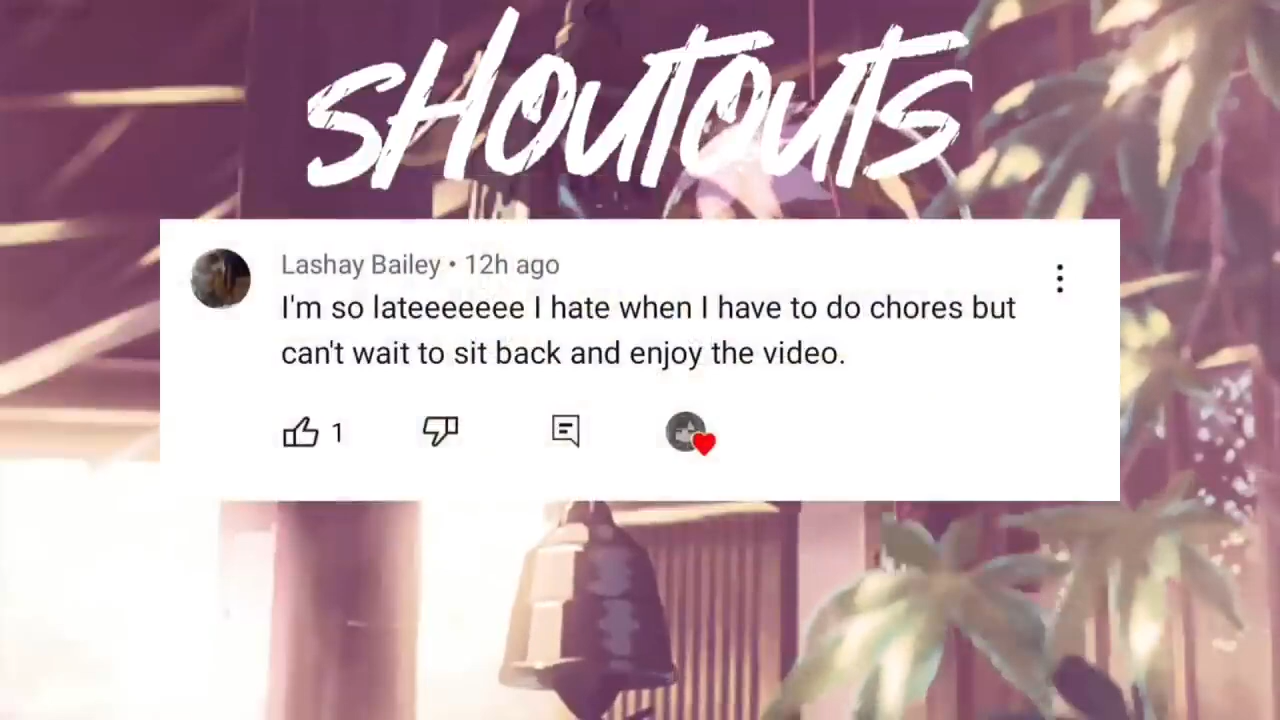 SHOUTOUTS
Lashay Bailey • 12h ago
I'm so lateeeeeee I hate when I have to do chores but
can't wait to sit back and enjoy the video.
1